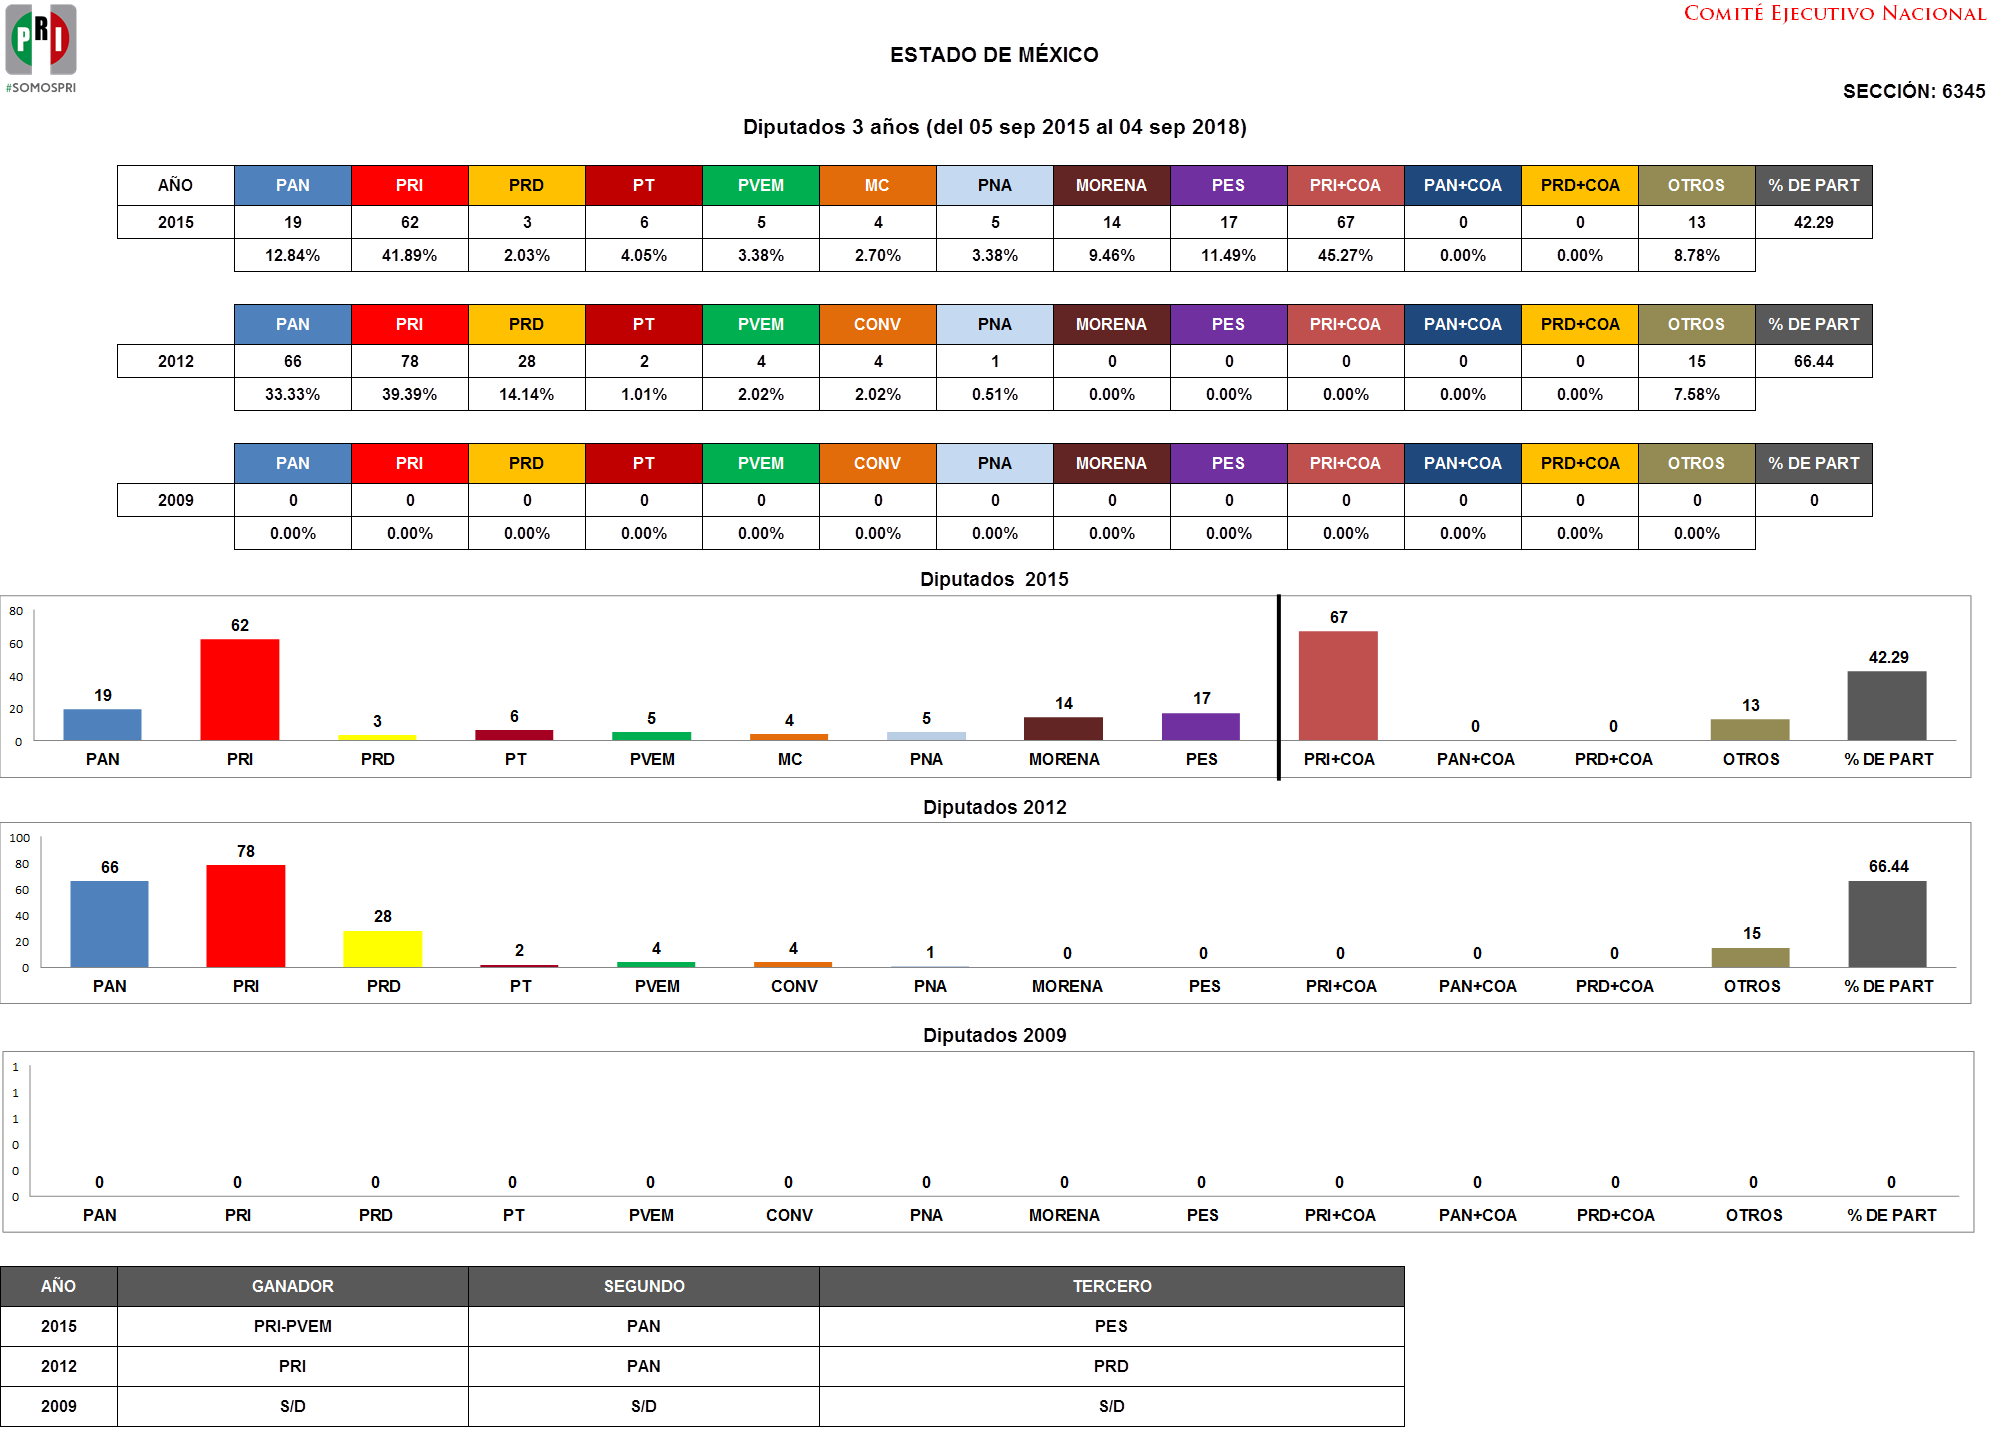 PRI
#SOMOSPRI
COMITÉ EJECUTIVO NACIONAL
ESTADO DE MÉXICO
SECCIÓN: 6345
Diputados 3 años (del 05 sep 2015 al 04 sep 2018)
AÑO PAN PRI PRD PT PVEM MC PNA MORENA PES PRI+COA PAN+COA PRD+COA OTROS % DE PART
2015 19 62 3 6 5 4 5 14 17 67 0 0 13 42.29
12.84% 41.89% 2.03% 4.05% 3.38% 2.70% 3.38% 9.46% 11.49% 45.27% 0.00% 0.00% 8.78%
PAN PRI PRD PT PVEM CONV PNA MORENA PES PRI+COA PAN+COA PRD+COA OTROS % DE PART
2012 66 78 28 2 4 4 1 0 0 0 0 0 15 66.44
33.33% 39.39% 14.14% 1.01% 2.02% 2.02% 0.51% 0.00% 0.00% 0.00% 0.00% 0.00% 7.58%
PAN PRI PRD PT PVEM CONV PNA MORENA PES PRI+COA PAN+COA PRD+COA OTROS % DE PART
2009 0 0 0 0 0 0 0 0 0 0 0 0 0 0
0.00% 0.00% 0.00% 0.00% 0.00% 0.00% 0.00% 0.00% 0.00% 0.00% 0.00% 0.00% 0.00%
Diputados 2015
80
60
40
20
0
19 62 3 6 5 4 5 14 17 67 0 0 13 42.29
PAN PRI PRD PT PVEM MC PNA MORENA PES PRI+COA PAN+COA PRD+COA OTROS % DE PART
Diputados 2012
100
80
60
40
20
0
66 78 28 2 4 4 1 0 0 0 0 0 15 66.44
PAN PRI PRD PT PVEM CONV PNA MORENA PES PRI+COA PAN+COA PRD+COA OTROS % DE PART
Diputados 2009
1
1
1
0
0
0
0 0 0 0 0 0 0 0 0 0 0 0 0 0
PAN PRI PRD PT PVEM CONV PNA MORENA PES PRI+COA PAN+COA PRD+COA OTROS % DE PART
AÑO GANADOR SEGUNDO TERCERO
2015 PRI-PVEM PAN PES
2012 PRI PAN PRD
2009 S/D S/D S/D